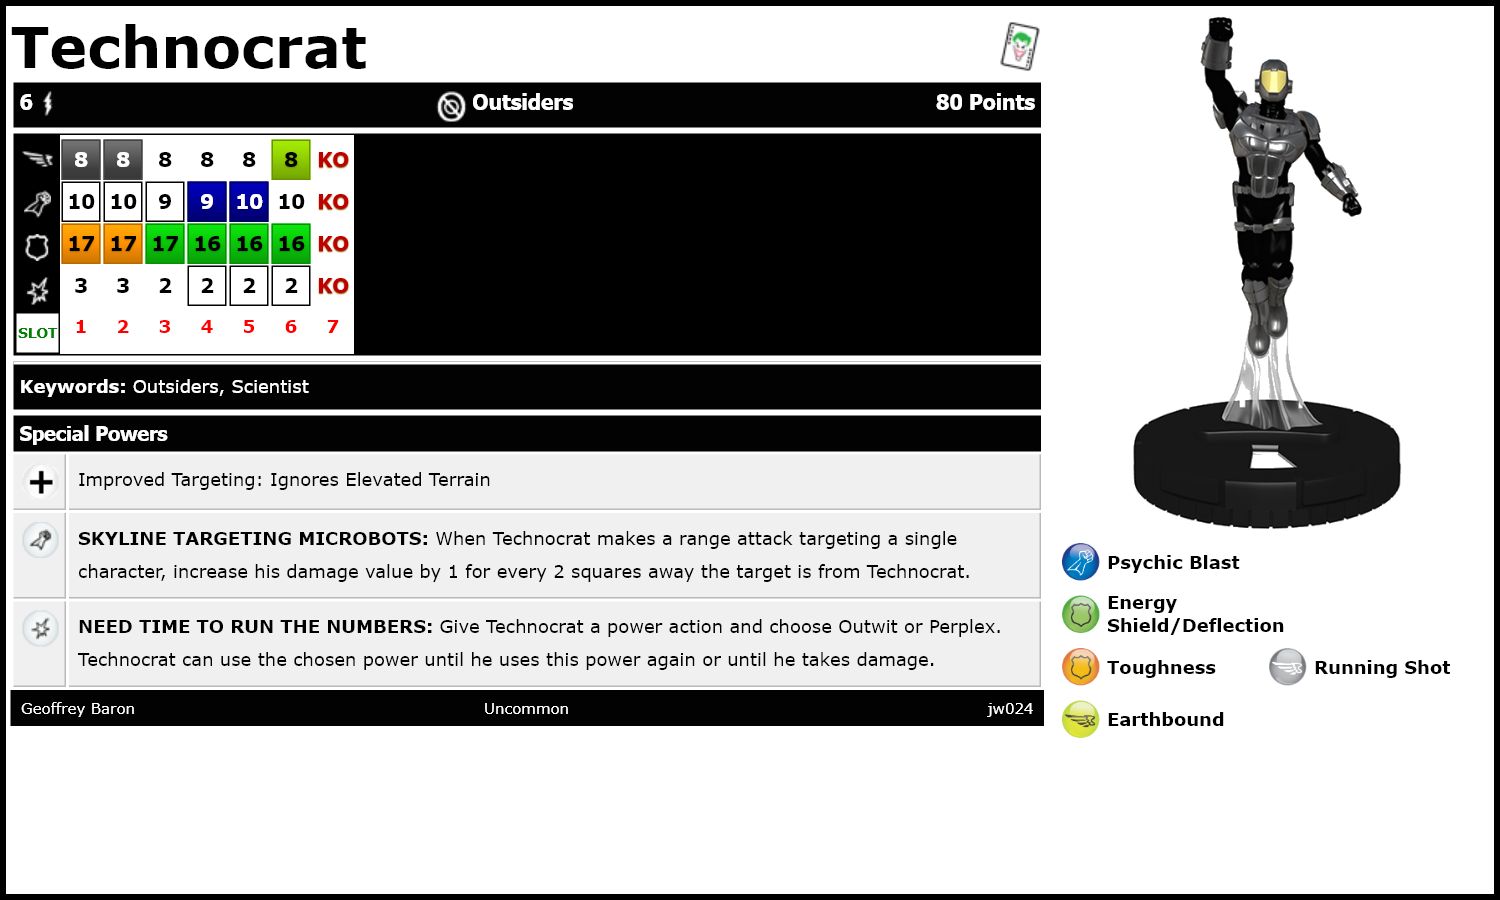 Technocrat
6 Outsiders 80 Points
8 8 8 8 8 8 KO
10 10 9 9 10 10 KO
17 17 17 16 16 16 KO
3 3 2 2 2 2 KO
SLOT 1 2 3 4 5 6 7
Keywords: Outsiders, Scientist
Special Powers
Improved Targeting: Ignores Elevated Terrain
SKYLINE TARGETING MICROBOTS: When Technocrat makes a range attack targeting a single
character, increase his damage value by 1 for every 2 squares away the target is from Technocrat.
NEED TIME TO RUN THE NUMBERS: Give Technocrat a power action and choose Outwit or Perplex.
Technocrat can use the chosen power until he uses this power again or until he takes damage.
Geoffrey Baron Uncommon jw024
Psychic Blast
Energy
Shield/Deflection
Toughness Running Shot
Earthbound